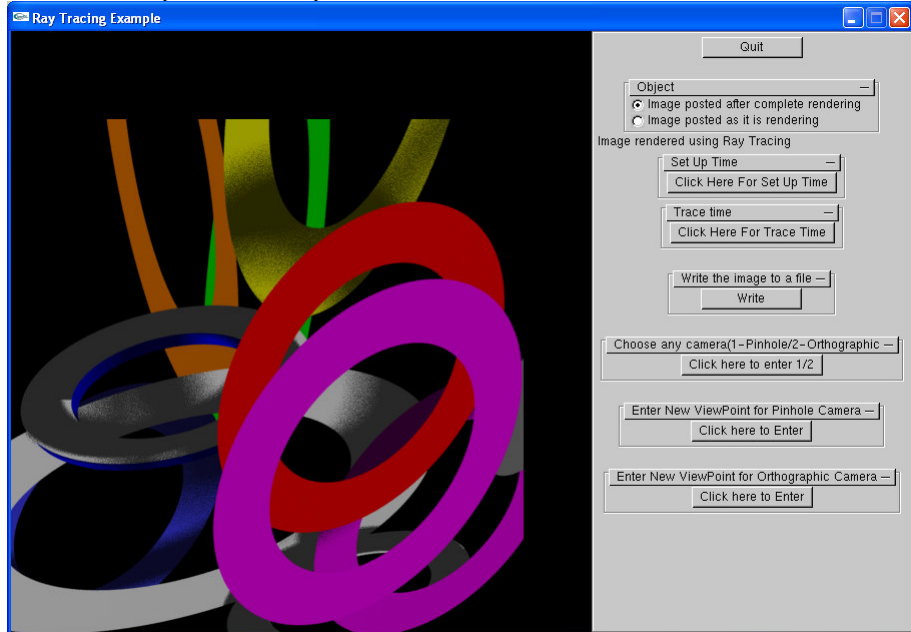 Ray Tracing Example
Quit
Object
Image posted after complete rendering
Image posted as it is rendering
Image rendered using Ray Tracing
Set Up Time
Click Here For Set Up Time
Trace time
Click Here For Trace Time
Write the image to a file
Write
Choose any camera(1-Pinhole/2-Orthographic
Click here to enter 1/2
Enter New ViewPoint for Pinhole Camera
Click here to Enter
Enter New ViewPoint for Orthographic Camera
Click here to Enter